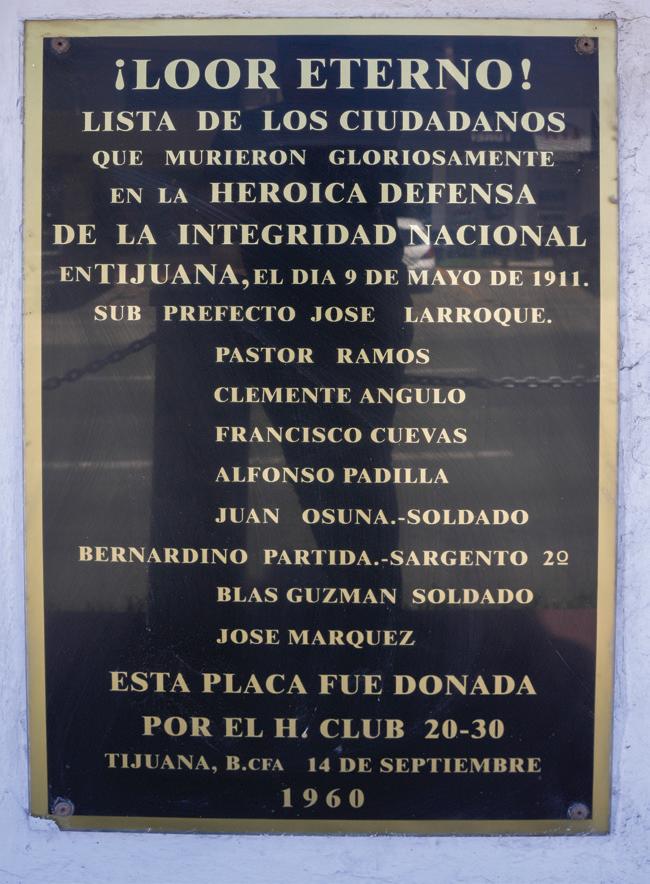 ¡LOOR ETERNO!
LISTA DE LOS CIUDADANOS
QUE MURIERON GLORIOSAMENTE
EN LA HEROICA DEFENSA
DE LA INTEGRIDAD NACIONAL
EN TIJUANA, EL DIA 9 DE MAYO DE 1911.
SUB PREFECTO JOSE LARROQUE.
PASTOR RAMOS
CLEMENTE ANGULO
FRANCISCO CUEVAS
ALFONSO PADILLA
JUAN OSUNA.-SOLDADO
BERNARDINO PARTIDA.-SARGENTO 2º
BLAS GUZMAN SOLDADO
JOSE MARQUEZ
ESTA PLACA FUE DONADA
POR EL H. CLUB 20-30
TIJUANA, B.CFA 14 DE SEPTIEMBRE
1960